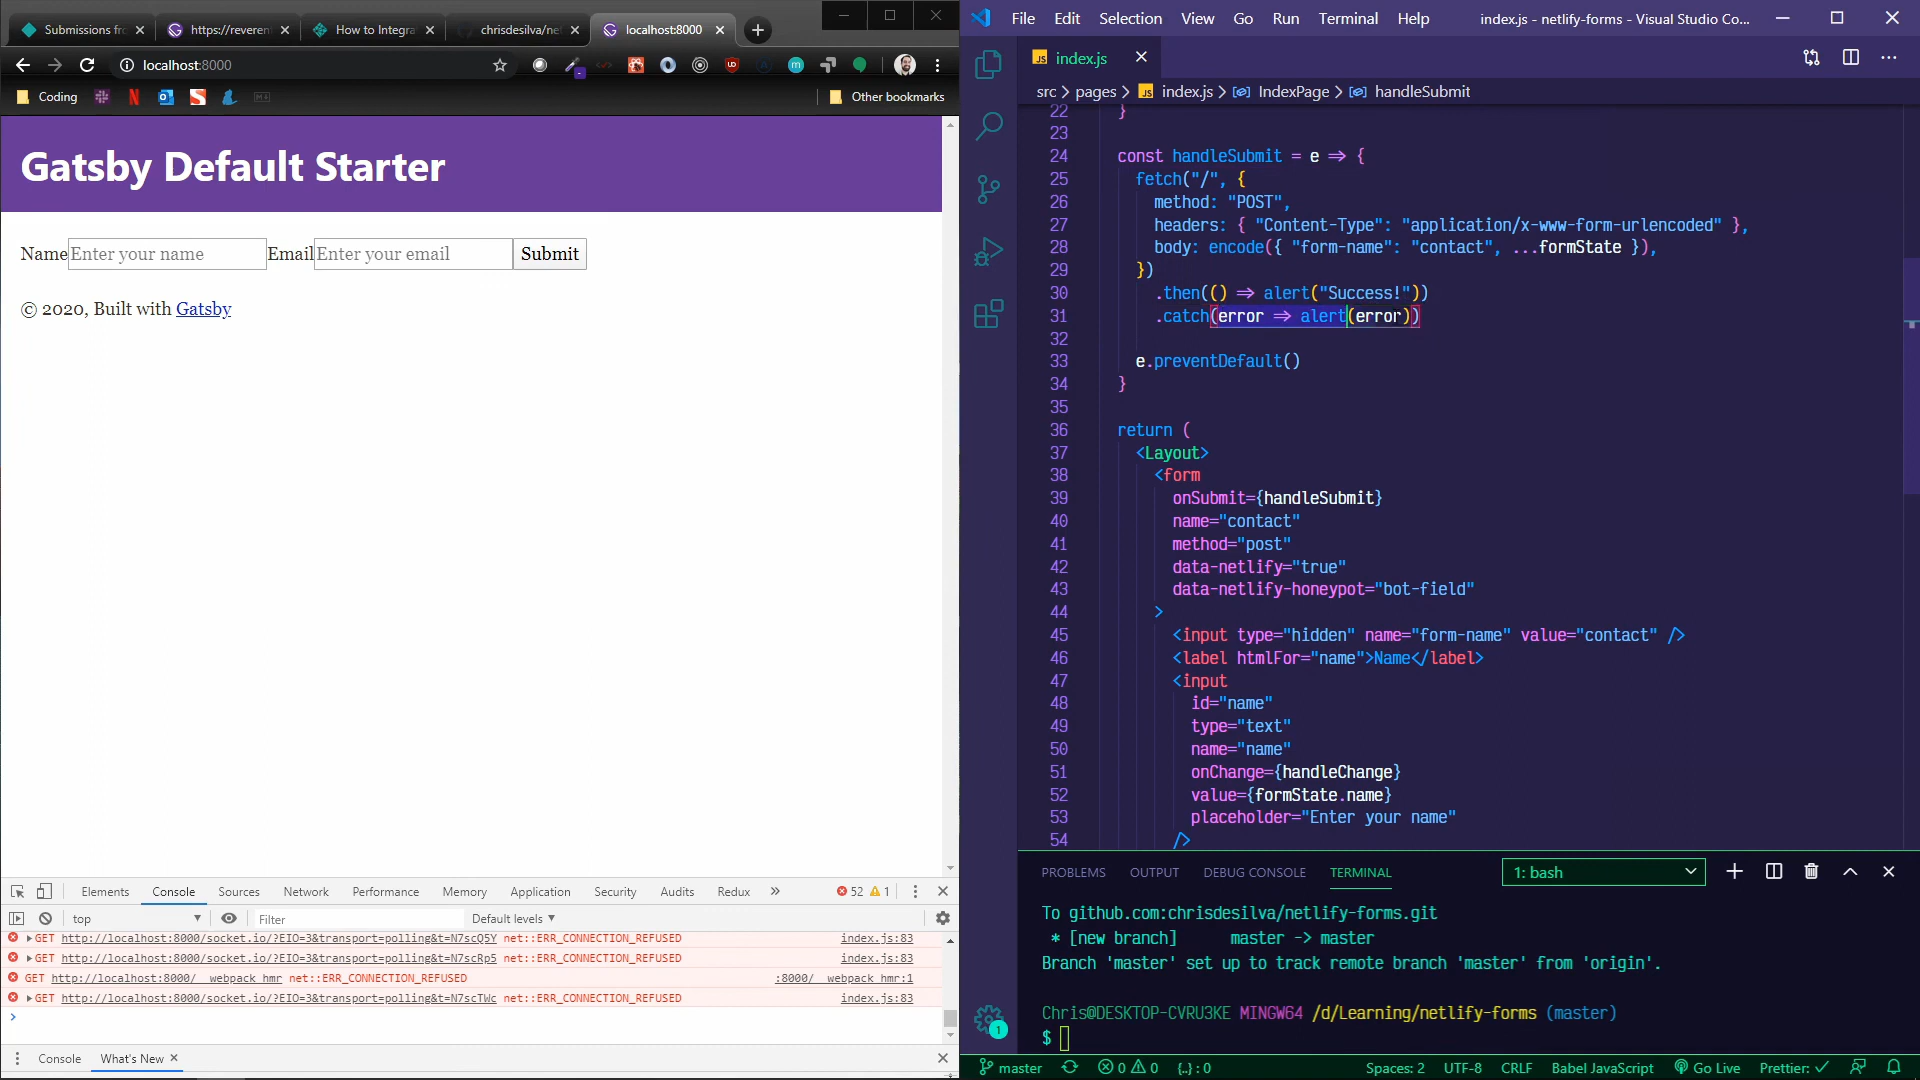 Submissions fro
https://reveren
How to Integra
chrisdesilva/net
localhost:8000
localhost:8000
Coding
Other bookmarks
Gatsby Default Starter
Name Enter your name Email Enter your email Submit
© 2020, Built with Gatsby
Elements Console Sources Network Performance Memory Application Security Audits Redux » 52 1
top Filter Default levels
GET http://localhost:8000/socket.io/?EIO=3&transport=polling&t=N7scQ5Y net::ERR_CONNECTION_REFUSED index.js:83
GET http://localhost:8000/socket.io/?EIO=3&transport=polling&t=N7scRp5 net::ERR_CONNECTION_REFUSED index.js:83
GET http://localhost:8000/__webpack_hmr net::ERR_CONNECTION_REFUSED :8000/__webpack_hmr:1
GET http://localhost:8000/socket.io/?EIO=3&transport=polling&t=N7scTWc net::ERR_CONNECTION_REFUSED index.js:83
Console What's New
File Edit Selection View Go Run Terminal Help index.js - netlify-forms - Visual Studio Co...
JS index.js
src > pages > JS index.js > IndexPage > handleSubmit
22 }
23
24 const handleSubmit = e => {
25 fetch("/", {
26 method: "POST",
27 headers: { "Content-Type": "application/x-www-form-urlencoded" },
28 body: encode({ "form-name": "contact", ...formState }),
29 })
30 .then(() => alert("Success!"))
31 .catch(error => alert(error))
32
33 e.preventDefault()
34 }
35
36 return (
37 <Layout>
38 <form
39 onSubmit={handleSubmit}
40 name="contact"
41 method="post"
42 data-netlify="true"
43 data-netlify-honeypot="bot-field"
44 >
45 <input type="hidden" name="form-name" value="contact" />
46 <label htmlFor="name">Name</label>
47 <input
48 id="name"
49 type="text"
50 name="name"
51 onChange={handleChange}
52 value={formState.name}
53 placeholder="Enter your name"
54 />
PROBLEMS OUTPUT DEBUG CONSOLE TERMINAL 1: bash
To github.com:chrisdesilva/netlify-forms.git
* [new branch] master -> master
Branch 'master' set up to track remote branch 'master' from 'origin'.
Chris@DESKTOP-CVRU3KE MINGW64 /d/Learning/netlify-forms (master)
$
1
master 0 0 {..} : 0 Spaces: 2 UTF-8 CRLF Babel JavaScript Go Live Prettier: ✓